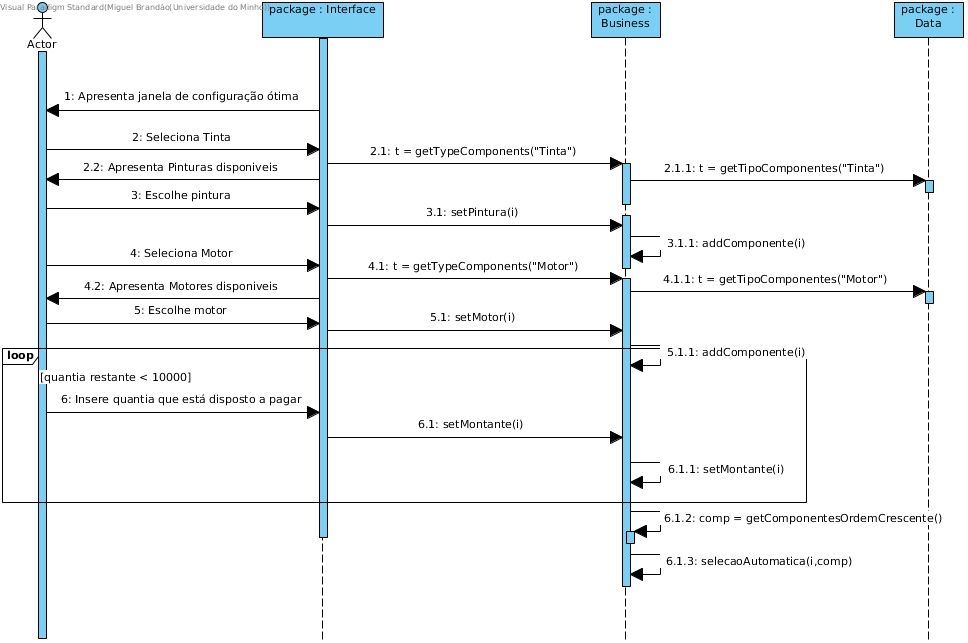 Visual Paradigm Standard(Miguel Brandão(Universidade do Minho
package : Interface
package :
Business
package :
Data
Actor
1: Apresenta janela de configuração ótima
2: Seleciona Tinta
2.1: t = getTypeComponents("Tinta")
2.2: Apresenta Pinturas disponiveis
2.1.1: t = getTipoComponentes("Tinta")
3: Escolhe pintura
3.1: setPintura(i)
3.1.1: addComponente(i)
4: Seleciona Motor
4.1: t = getTypeComponents("Motor")
4.1.1: t = getTipoComponentes("Motor")
4.2: Apresenta Motores disponiveis
5: Escolhe motor
5.1: setMotor(i)
loop
5.1.1: addComponente(i)
[quantia restante < 10000]
6: Insere quantia que está disposto a pagar
6.1: setMontante(i)
6.1.1: setMontante(i)
6.1.2: comp = getComponentesOrdemCrescente()
6.1.3: selecaoAutomatica(i,comp)